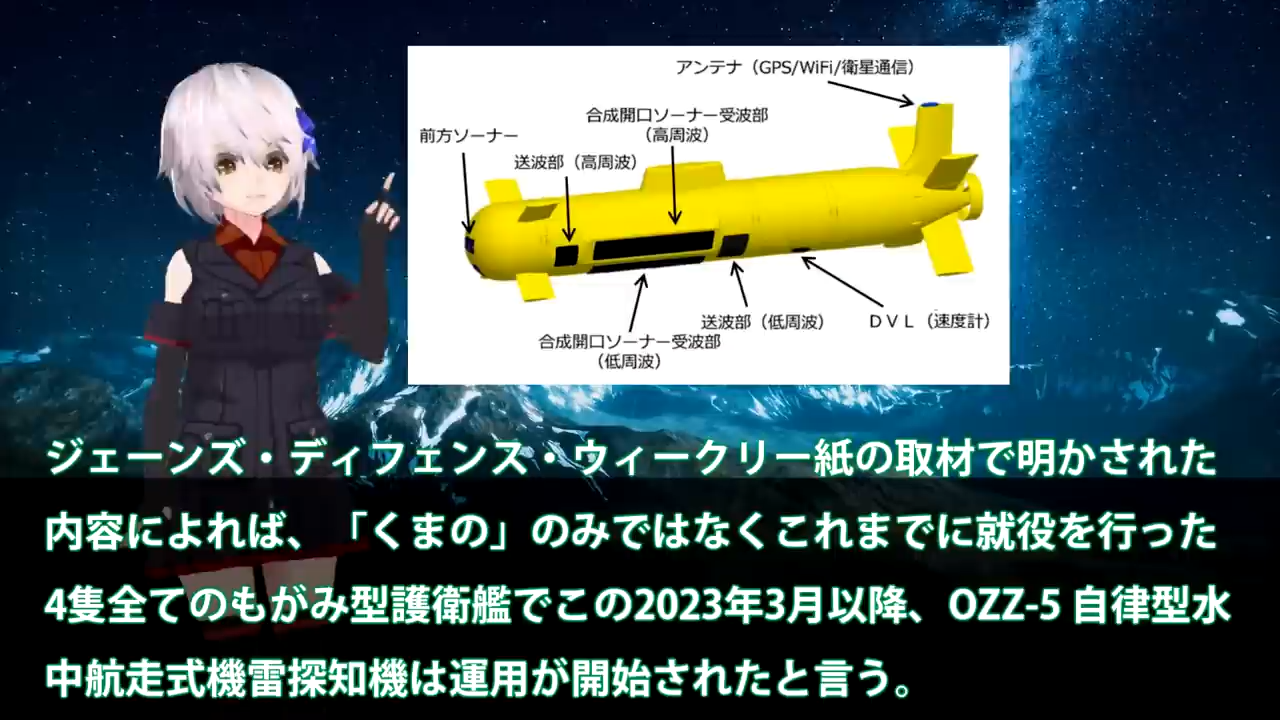 アンテナ（GPS/WiFi/衛星通信）
合成開口ソーナー受波部
（高周波）
前方ソーナー
送波部（高周波）
送波部（低周波）
ＤＶＬ（速度計）
合成開口ソーナー受波部
（低周波）
ジェーンズ・ディフェンス・ウィークリー紙の取材で明かされた
内容によれば、「くまの」のみではなくこれまでに就役を行った
4隻全てのもがみ型護衛艦でこの2023年3月以降、OZZ-5 自律型水
中航走式機雷探知機は運用が開始されたと言う。